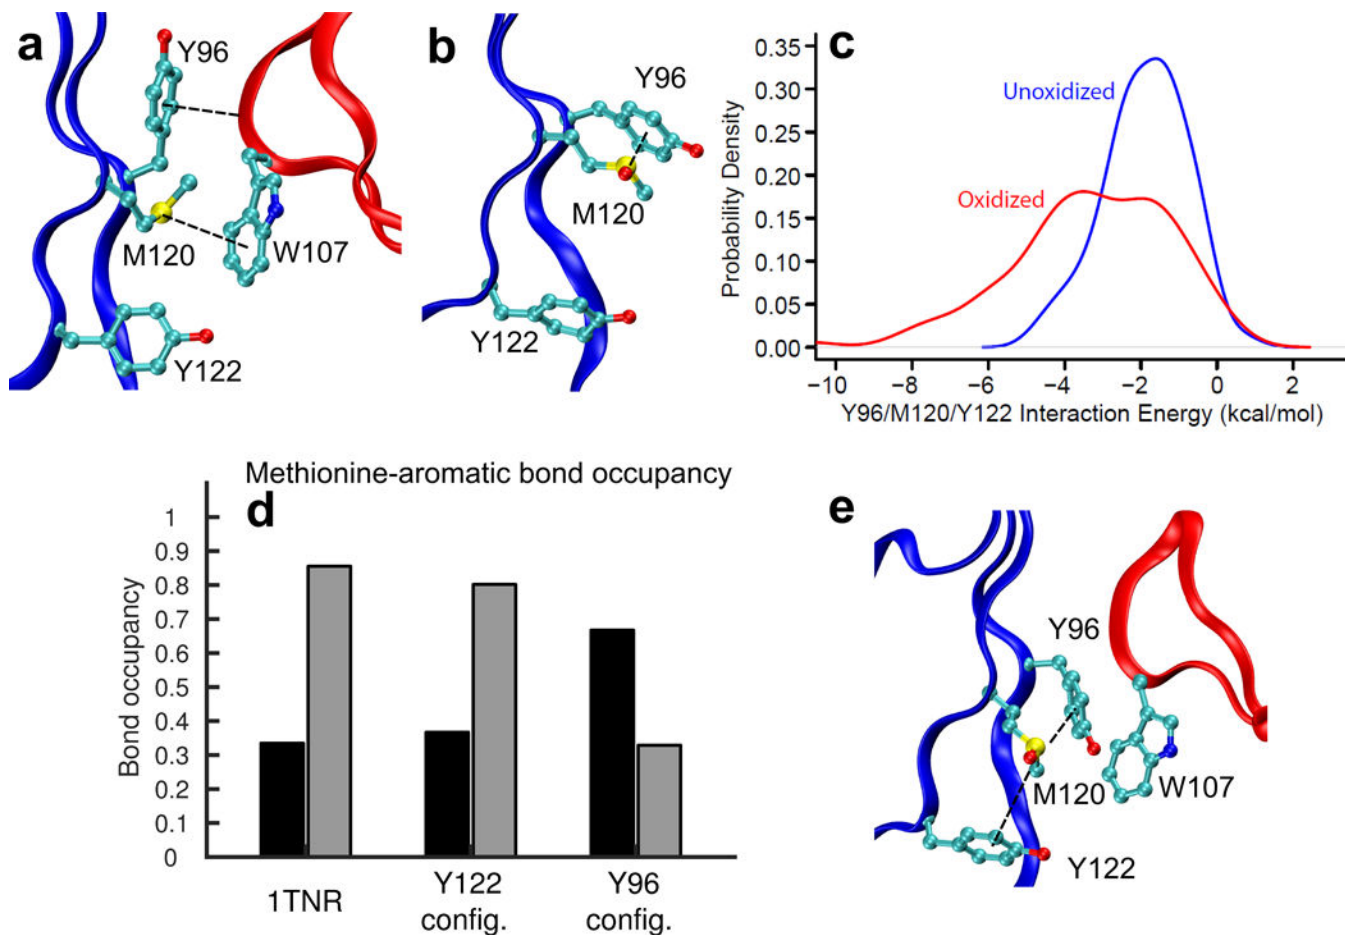 a
Y96
M120
W107
Y122
b
Y96
M120
Y122
c
0.35
0.30
0.25
0.20
0.15
0.10
0.05
0.00
Probability Density
Unoxidized
Oxidized
−10 −8 −6 −4 −2 0 2
Y96/M120/Y122 Interaction Energy (kcal/mol)
Methionine-aromatic bond occupancy
d
1
0.9
0.8
0.7
0.6
0.5
0.4
0.3
0.2
0.1
0
Bond occupancy
1TNR
Y122
config.
Y96
config.
e
Y96
M120
W107
Y122